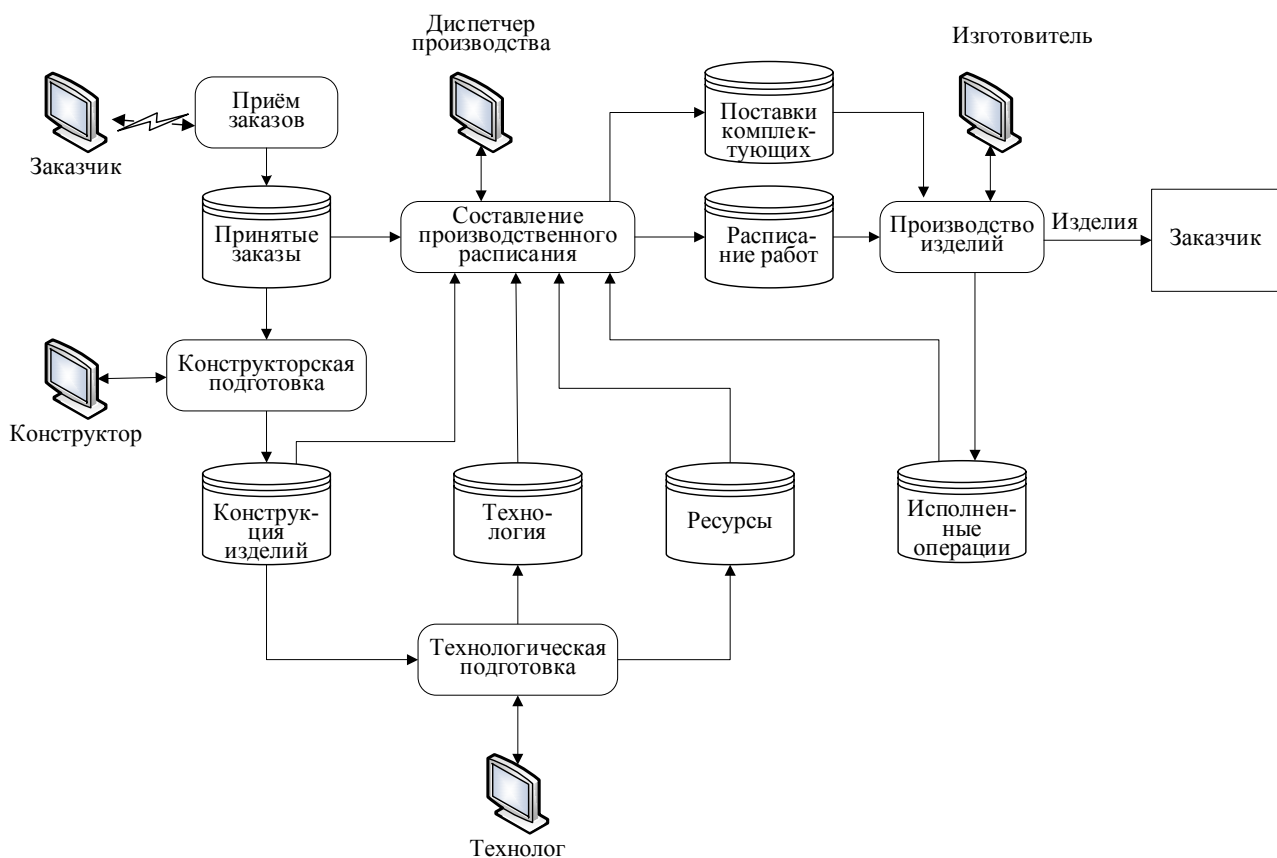 Диспетчер
производства
Изготовитель
Приём
заказов
Заказчик
Поставки
комплек-
тующих
Принятые
заказы
Составление
производственного
расписания
Расписа-
ние работ
Производство
изделий
Изделия
Заказчик
Конструкторская
подготовка
Конструктор
Конструк-
ция
изделий
Техно-
логия
Ресурсы
Исполнен-
ные
операции
Технологическая
подготовка
Технолог